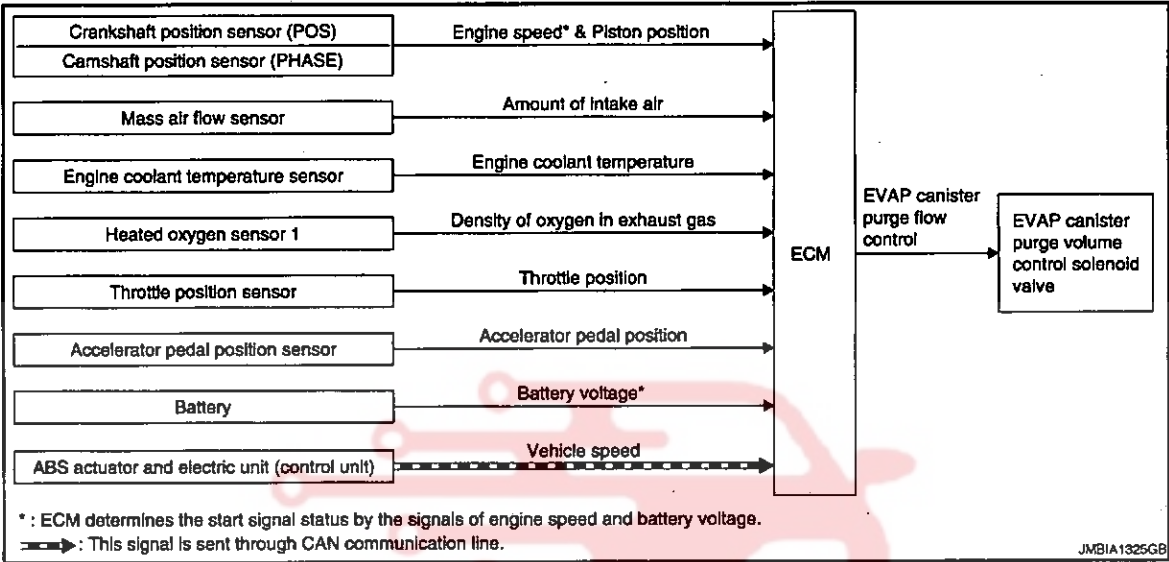 Crankshaft position sensor (POS)
Camshaft position sensor (PHASE)
Engine speed* & Piston position
Mass air flow sensor
Amount of intake air
Engine coolant temperature sensor
Engine coolant temperature
Heated oxygen sensor 1
Density of oxygen in exhaust gas
Throttle position sensor
Throttle position
Accelerator pedal position sensor
Accelerator pedal position
Battery
Battery voltage*
ABS actuator and electric unit (control unit)
Vehicle speed
ECM
EVAP canister
purge flow
control
EVAP canister
purge volume
control solenoid
valve
* : ECM determines the start signal status by the signals of engine speed and battery voltage.
: This signal is sent through CAN communication line.
JMBIA1325GB